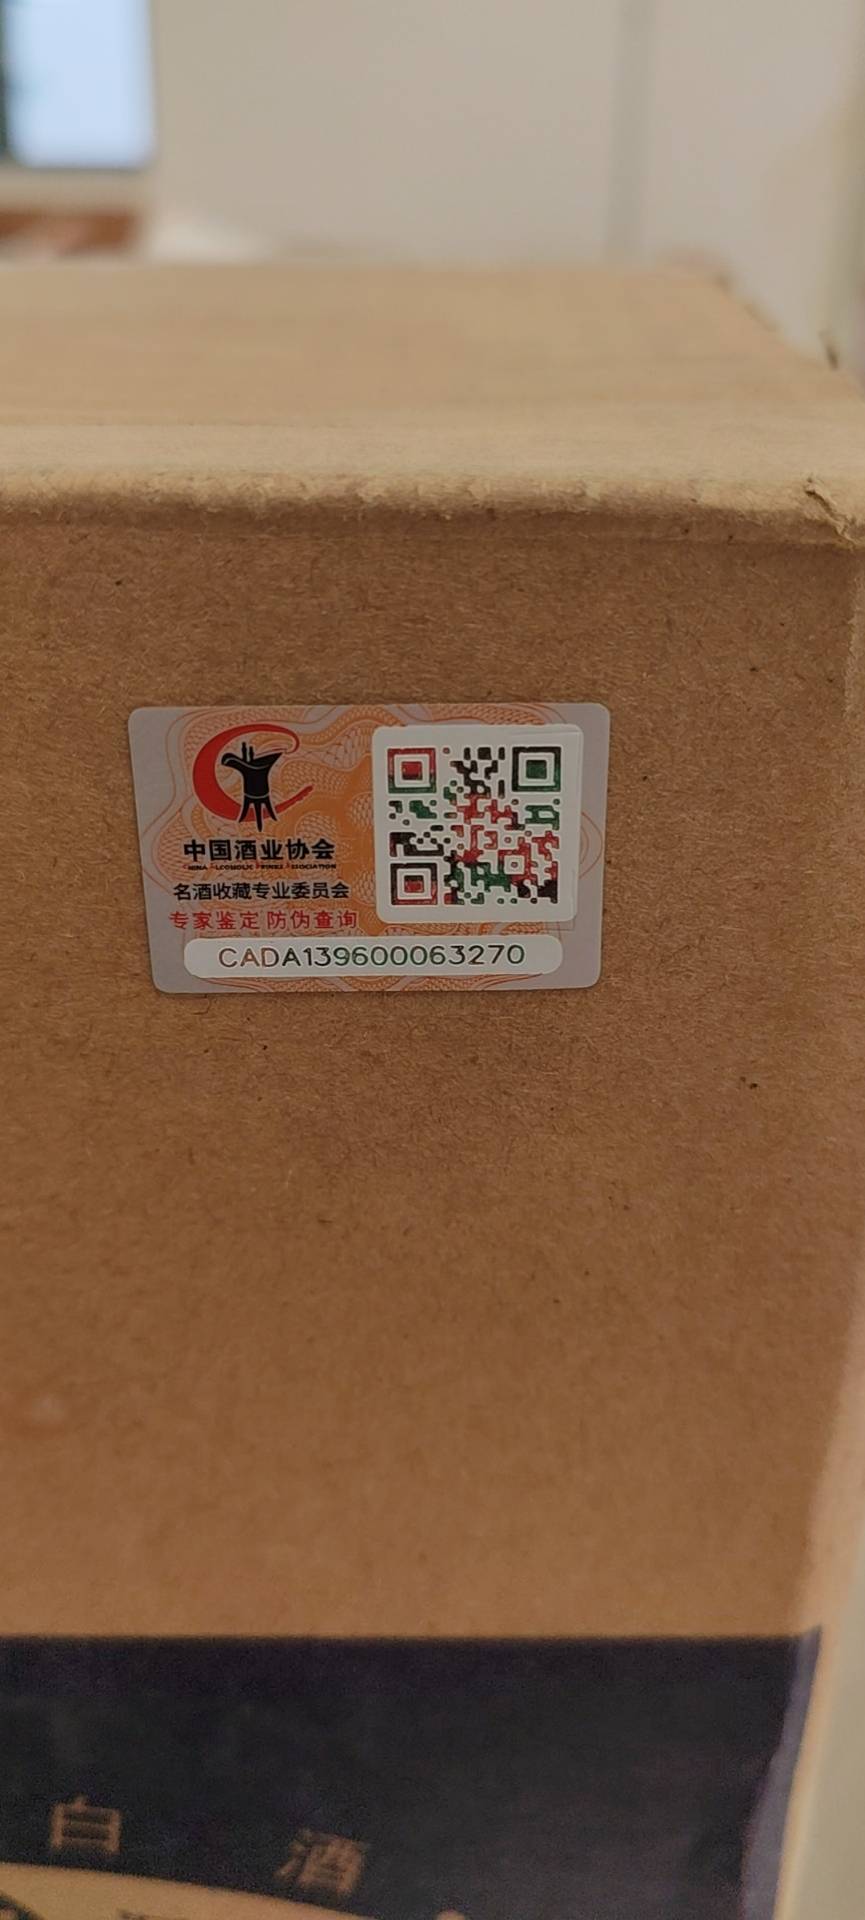 中国酒业协会
CHINA ALCOHOLIC DRINKS ASSOCIATION
名酒收藏专业委员会
专家鉴定 防伪查询
CADA139600063270
白 酒